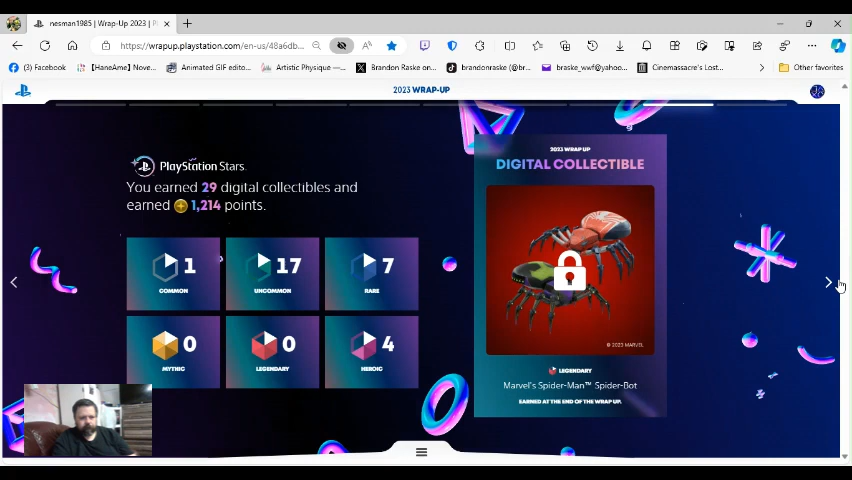 nesman1985 | Wrap-Up 2023 | Pl
https://wrapup.playstation.com/en-us/48a6db...
(3) Facebook
【HaneAme】 Nove...
Animated GIF edito...
Artistic Physique —...
Brandon Raske on...
brandonraske (@br...
braske_wwf@yahoo...
Cinemassacre's Lost...
Other favorites
2023 WRAP-UP
PlayStation Stars.
You earned 29 digital collectibles and
earned 1,214 points.
1
COMMON
17
UNCOMMON
7
RARE
0
MYTHIC
0
LEGENDARY
4
HEROIC
2023 WRAP UP
DIGITAL COLLECTIBLE
© 2023 MARVEL
LEGENDARY
Marvel's Spider-Man™ Spider-Bot
EARNED AT THE END OF THE WRAP UP.